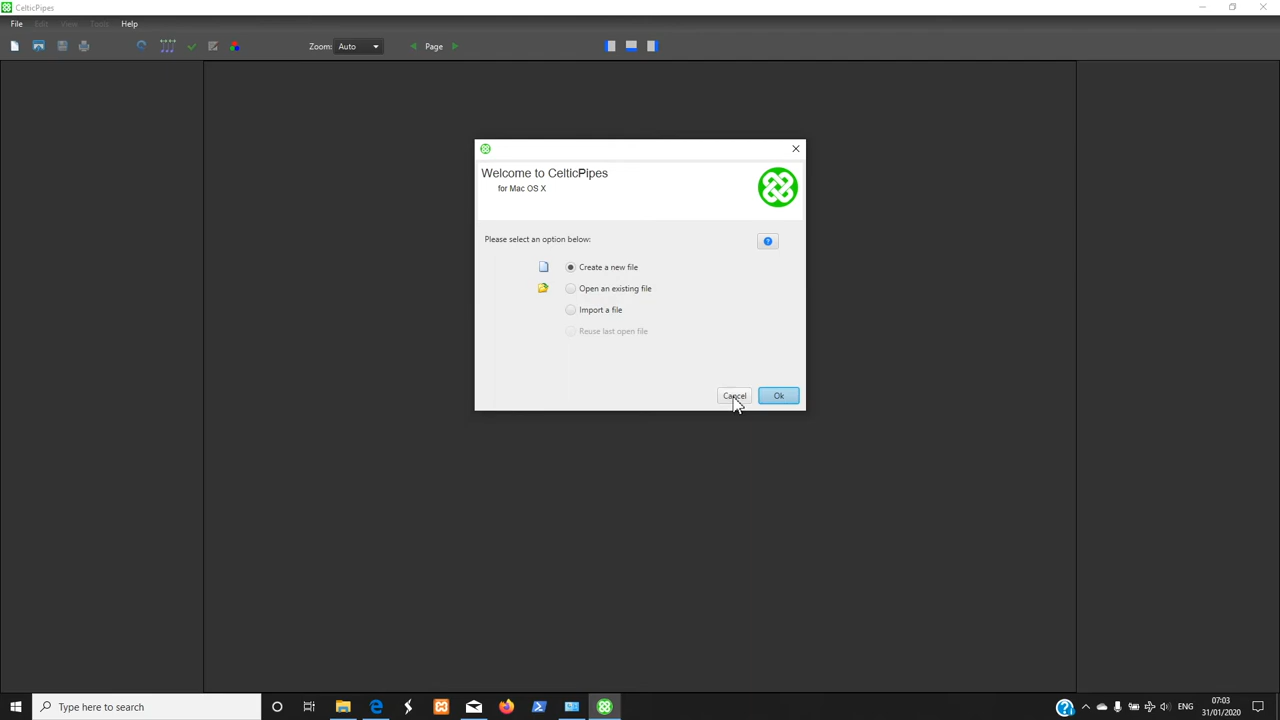 CelticPipes
File Edit View Tools Help
Zoom: Auto Page
Welcome to CelticPipes
for Mac OS X
Please select an option below:
?
Create a new file
Open an existing file
Import a file
Reuse last open file
Cancel Ok
Type here to search
ENG
07:03
31/01/2020